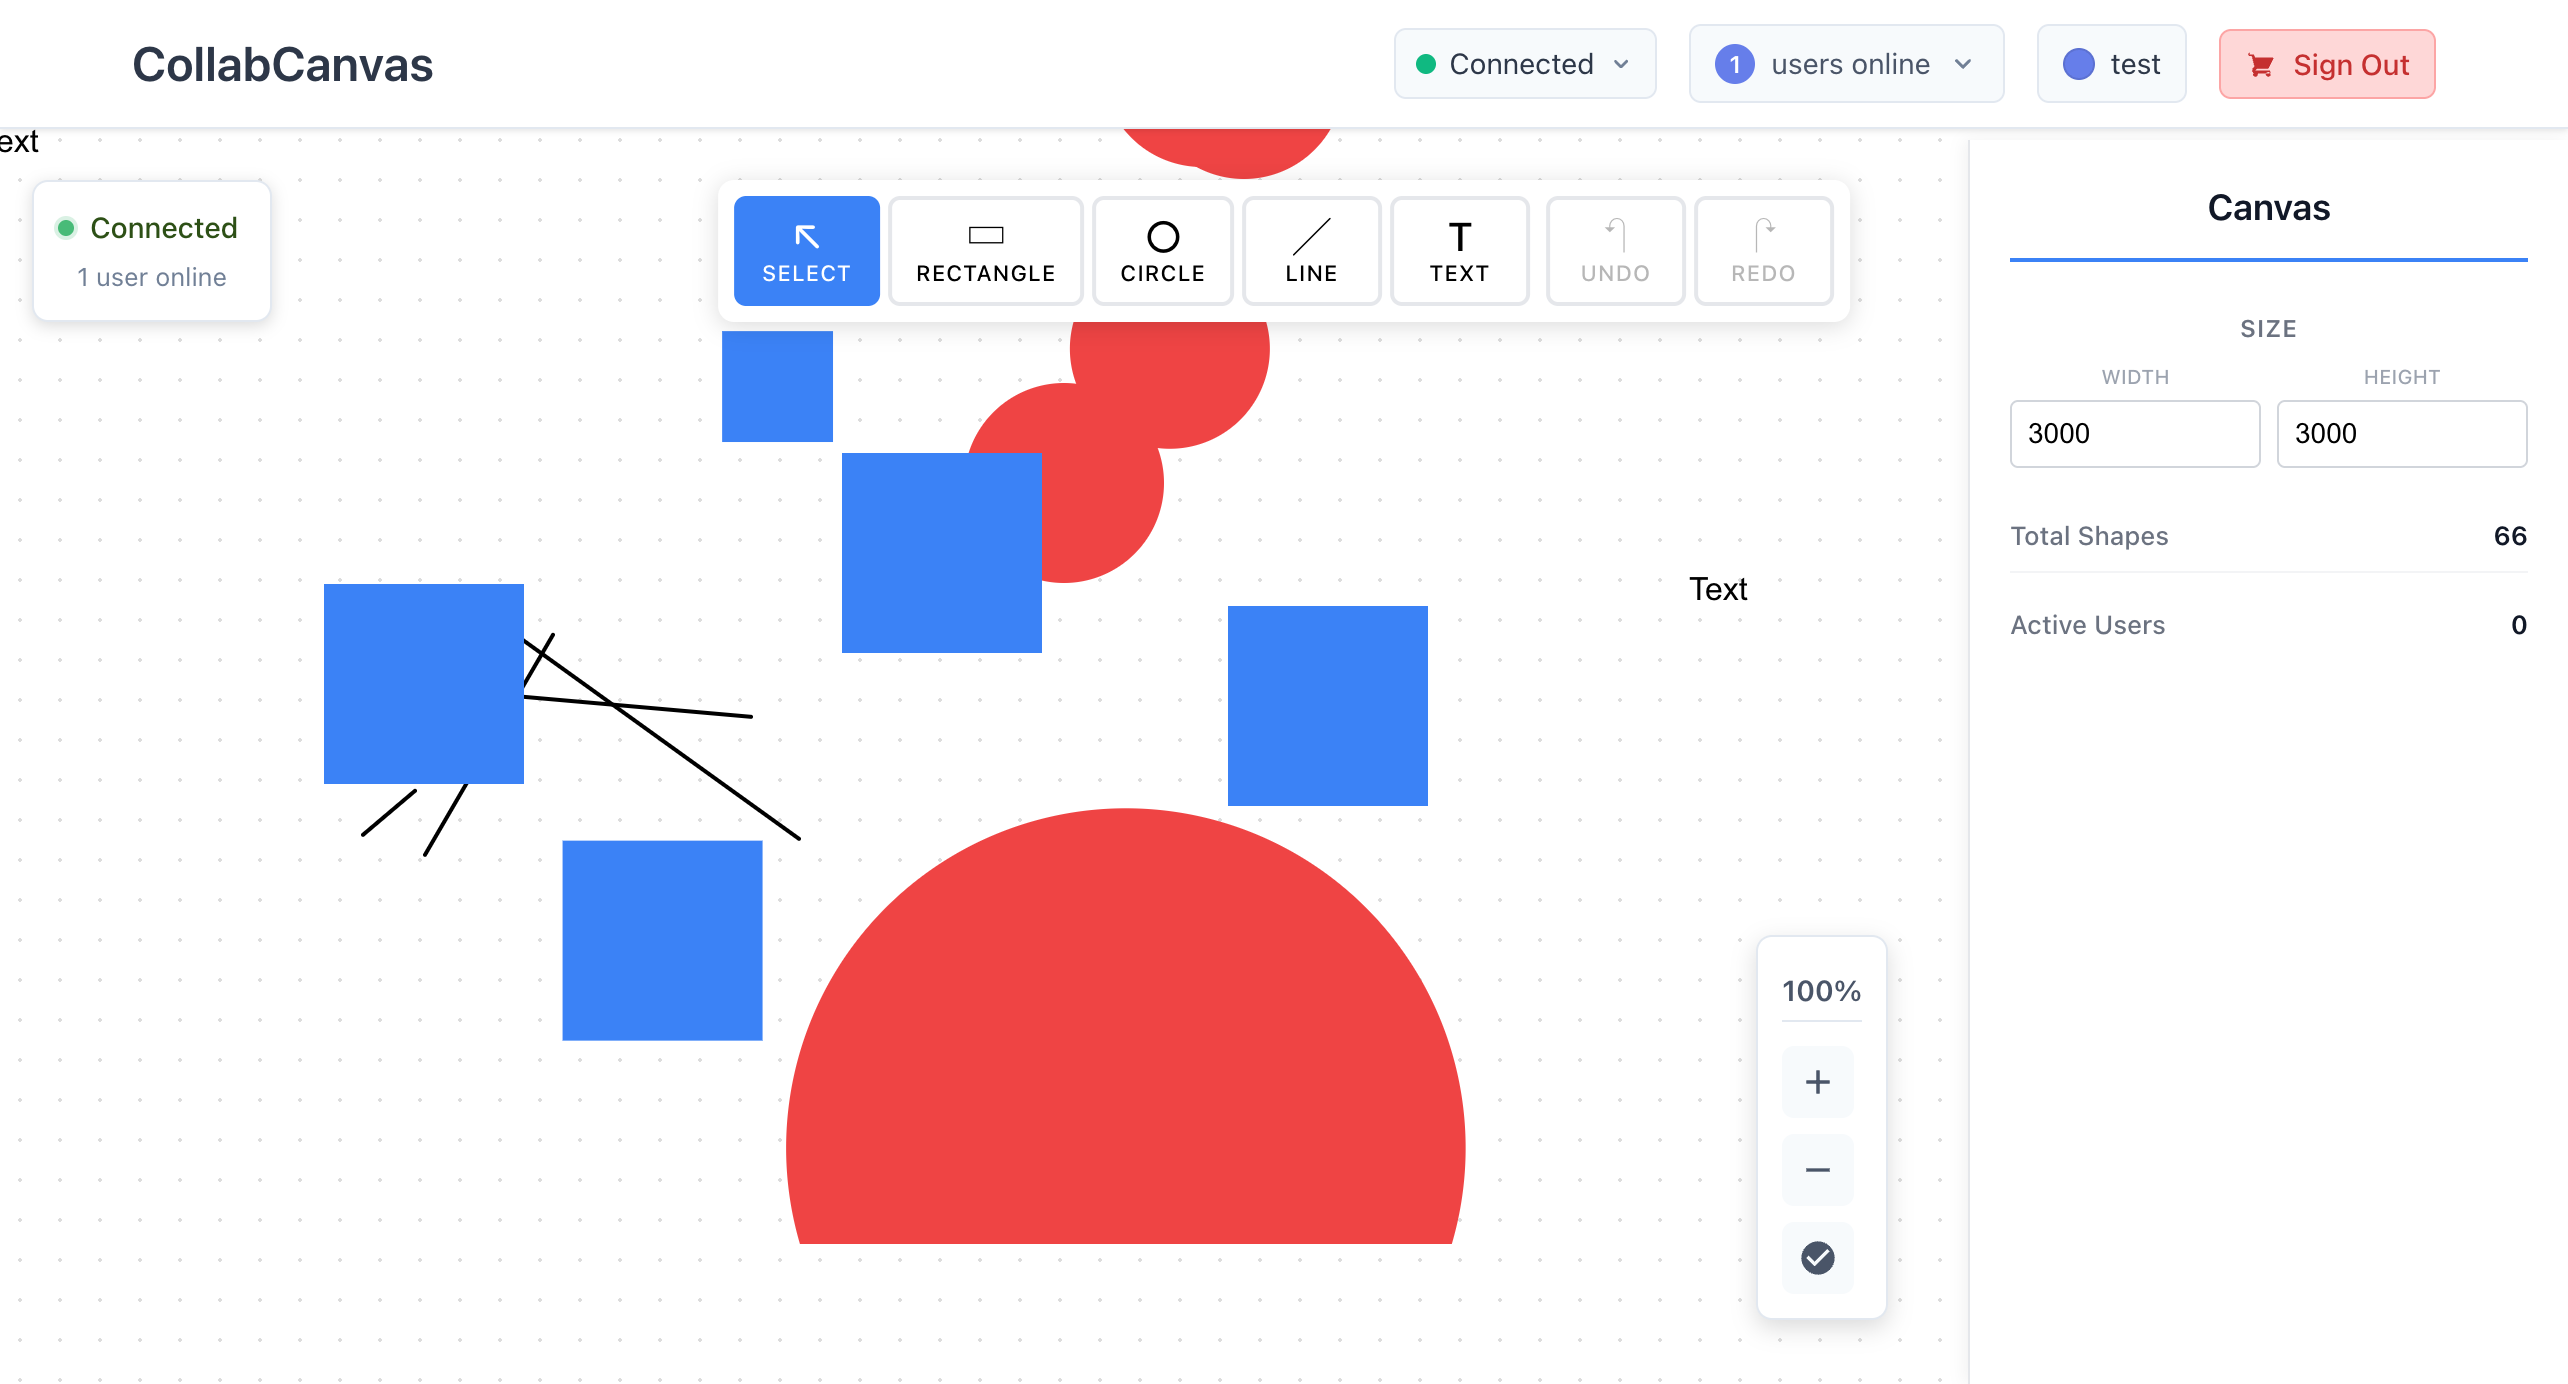 CollabCanvas
Connected
1 users online
test
Sign Out
ext
Connected
1 user online
SELECT
RECTANGLE
CIRCLE
LINE
T
TEXT
UNDO
REDO
Canvas
SIZE
WIDTH
HEIGHT
3000
3000
Total Shapes 66
Active Users 0
Text
100%